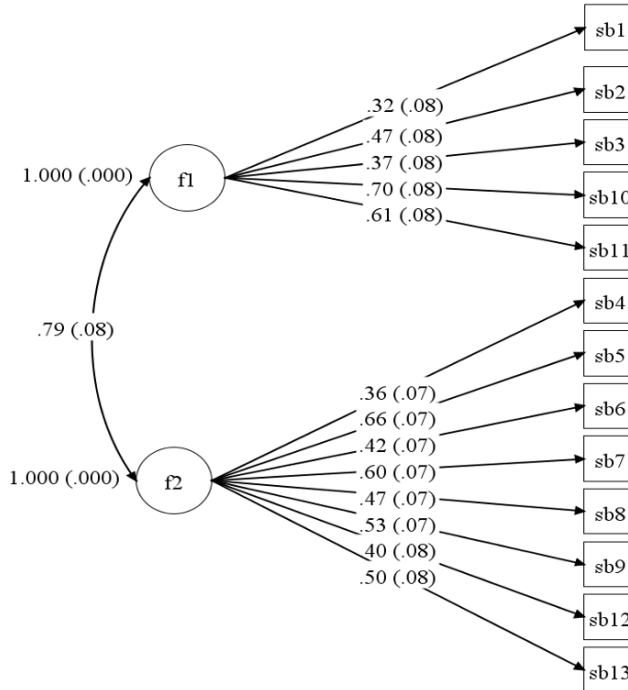 sb1
sb2
.32 (.08)
.47 (.08)
sb3
.37 (.08)
1.000 (.000)
f1
.70 (.08)
sb10
.61 (.08)
sb11
sb4
.79 (.08)
sb5
.36 (.07)
sb6
.66 (.07)
.42 (.07)
sb7
.60 (.07)
1.000 (.000)
f2
.47 (.07)
sb8
.53 (.07)
.40 (.08)
sb9
.50 (.08)
sb12
sb13